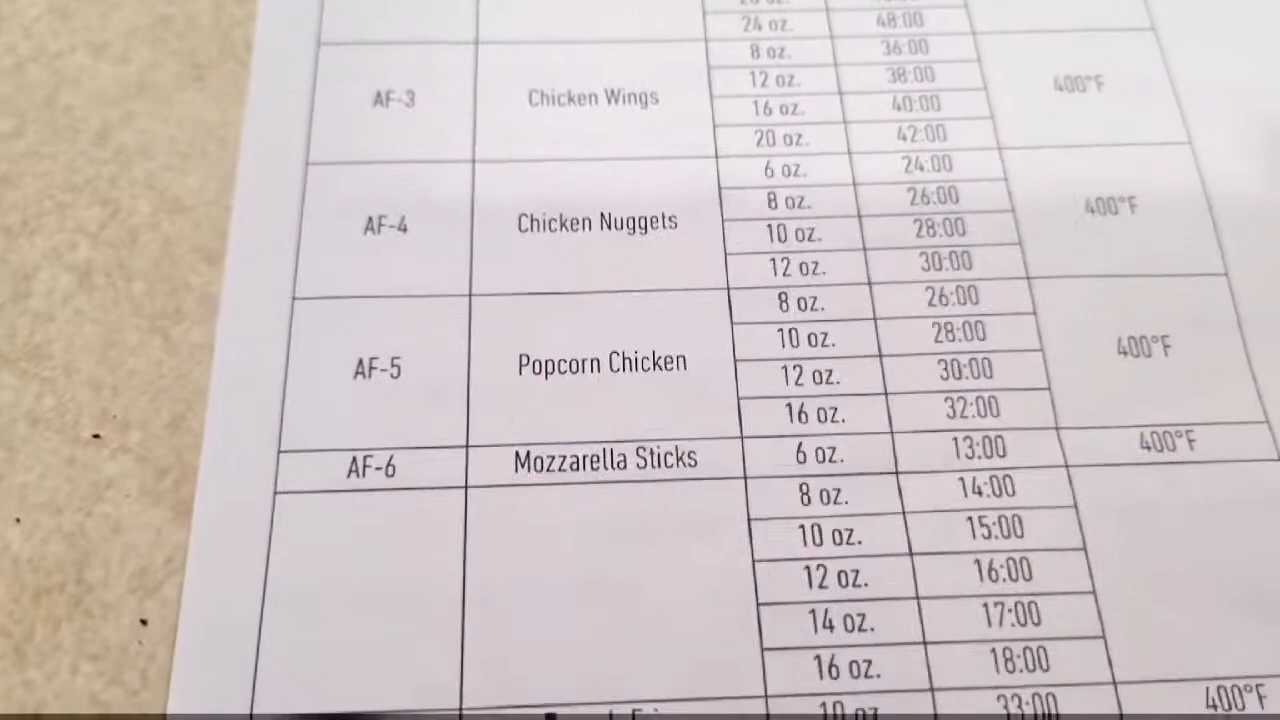 24 oz. 48:00
AF-3 Chicken Wings 8 oz. 36:00 400°F
12 oz. 38:00
16 oz. 40:00
20 oz. 42:00
AF-4 Chicken Nuggets 6 oz. 24:00 400°F
8 oz. 26:00
10 oz. 28:00
12 oz. 30:00
AF-5 Popcorn Chicken 8 oz. 26:00 400°F
10 oz. 28:00
12 oz. 30:00
16 oz. 32:00
AF-6 Mozzarella Sticks 6 oz. 13:00 400°F
8 oz. 14:00
10 oz. 15:00
12 oz. 16:00
14 oz. 17:00
16 oz. 18:00
10 oz 33:00 400°F